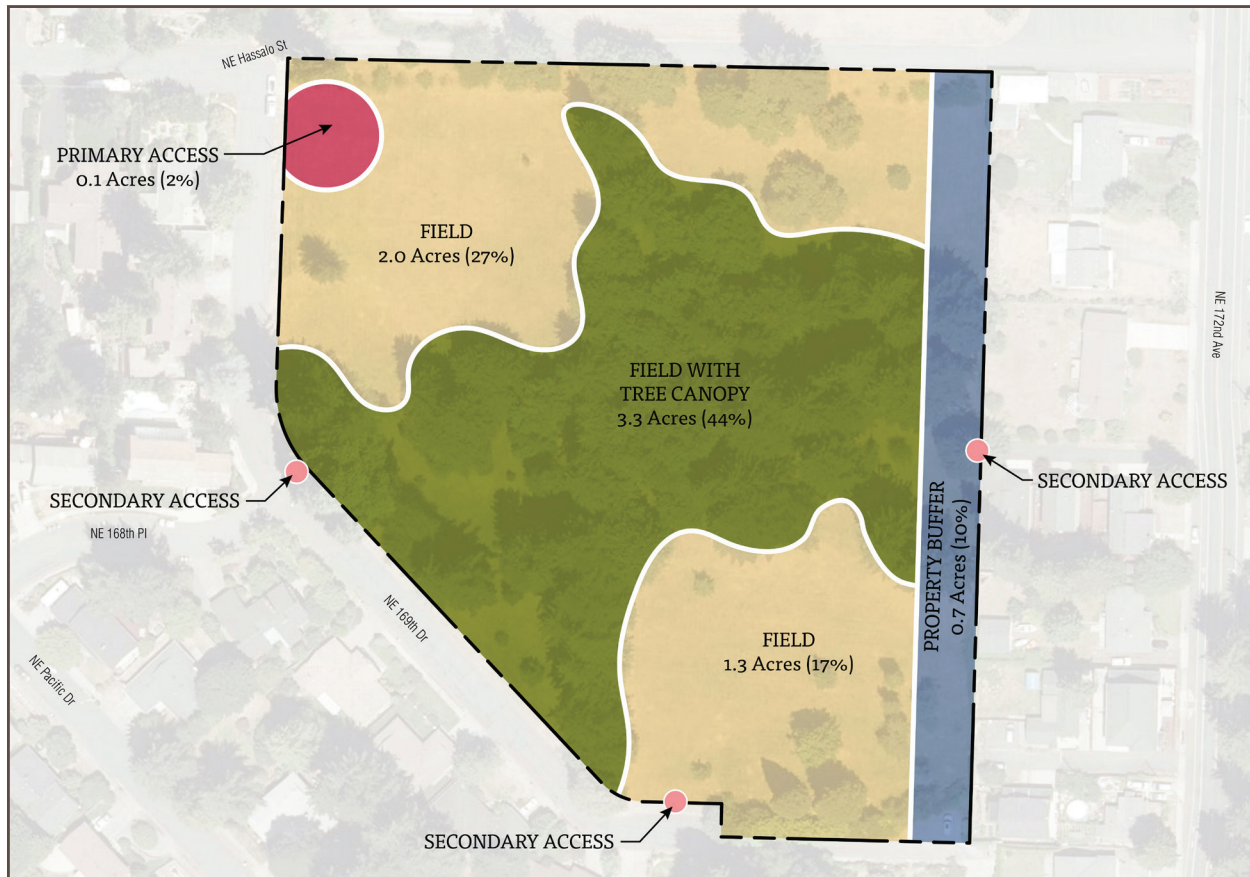 NE Hassalo St
PRIMARY ACCESS
0.1 Acres (2%)
FIELD
2.0 Acres (27%)
NE 172nd Ave
FIELD WITH
TREE CANOPY
3.3 Acres (44%)
SECONDARY ACCESS
SECONDARY ACCESS
NE 168th Pl
PROPERTY BUFFER
0.7 Acres (10%)
NE 169th Dr
FIELD
1.3 Acres (17%)
NE Pacific Dr
SECONDARY ACCESS